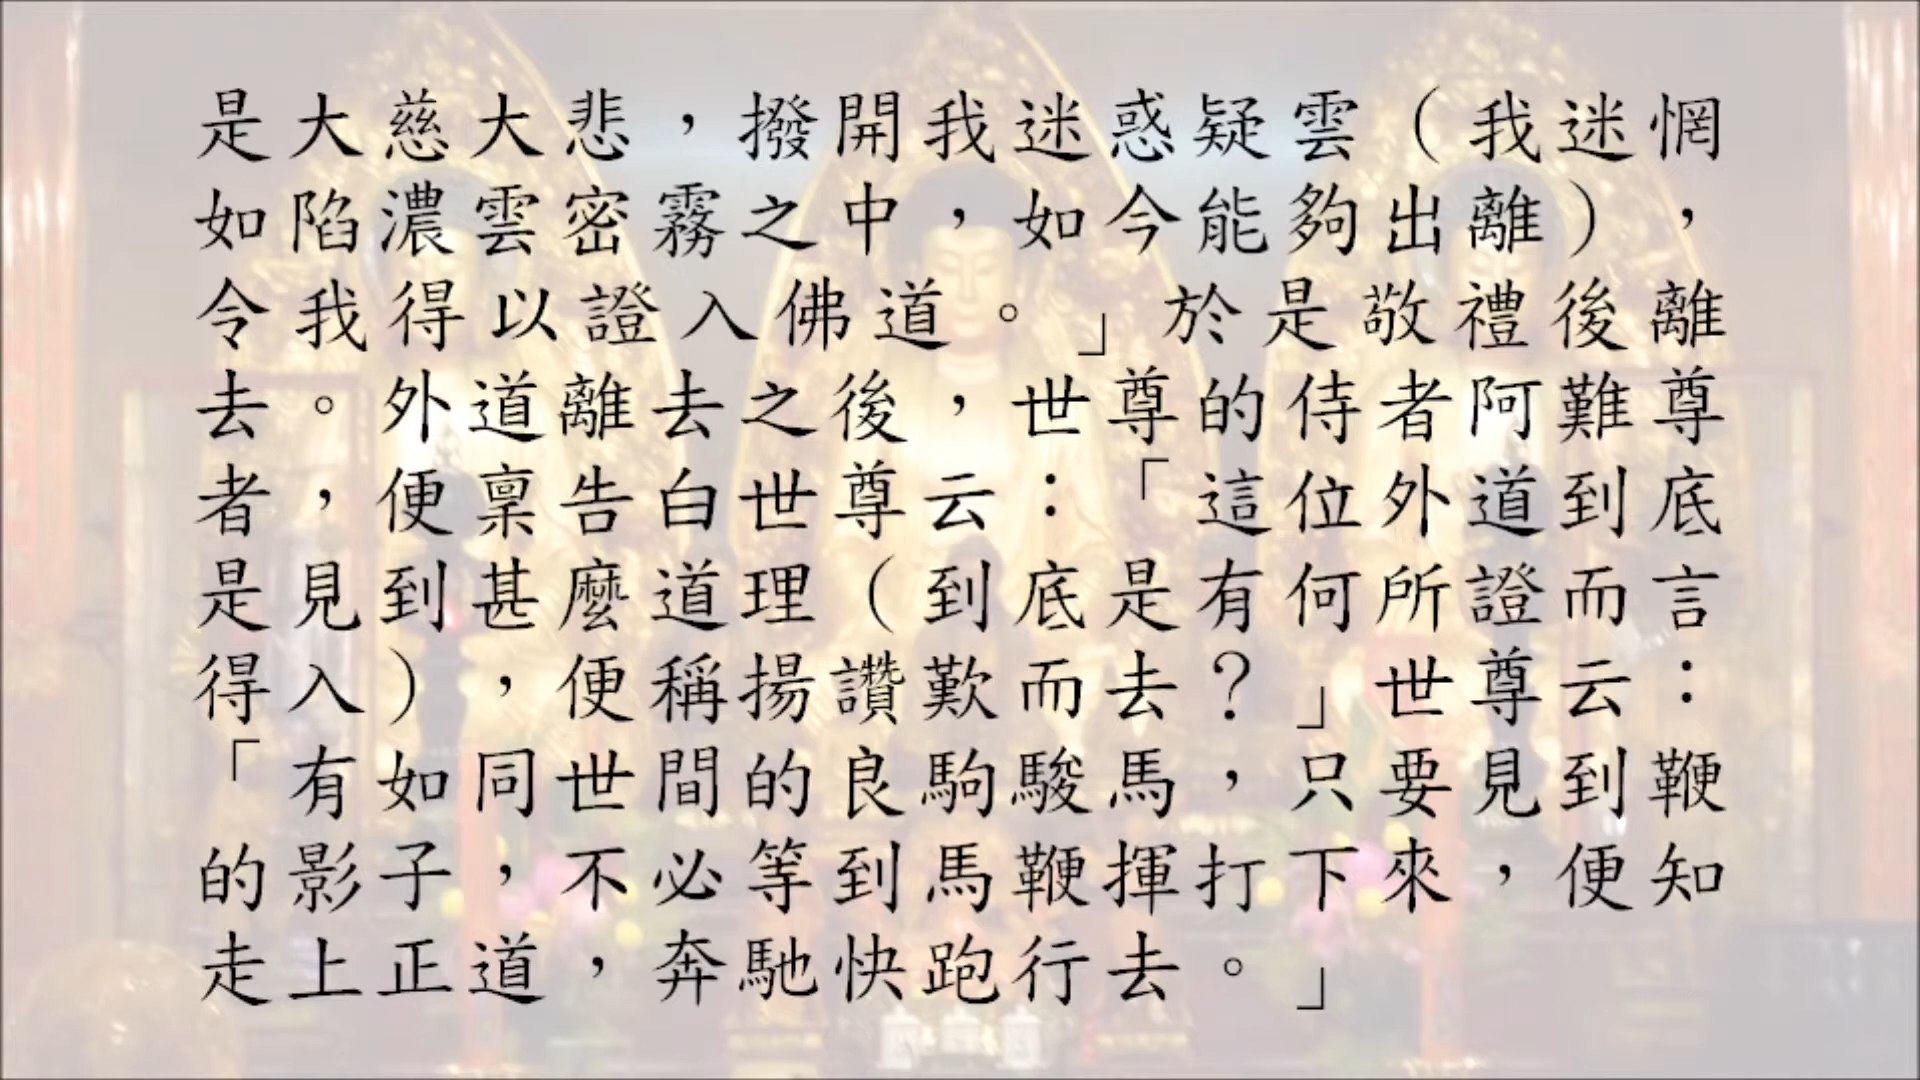 是大慈大悲，撥開我迷惑疑雲（我迷惘
如陷濃雲密霧之中，如今能夠出離），
令我得以證入佛道。」於是敬禮後離
去。外道離去之後，世尊的侍者阿難尊
者，便稟告白世尊云：「這位外道到底
是見到甚麼道理（到底是有何所證而言
得入），便稱揚讚歎而去？」世尊云：
「有如同世間的良駒駿馬，只要見到鞭
的影子，不必等到馬鞭揮打下來，便知
走上正道，奔馳快跑行去。」